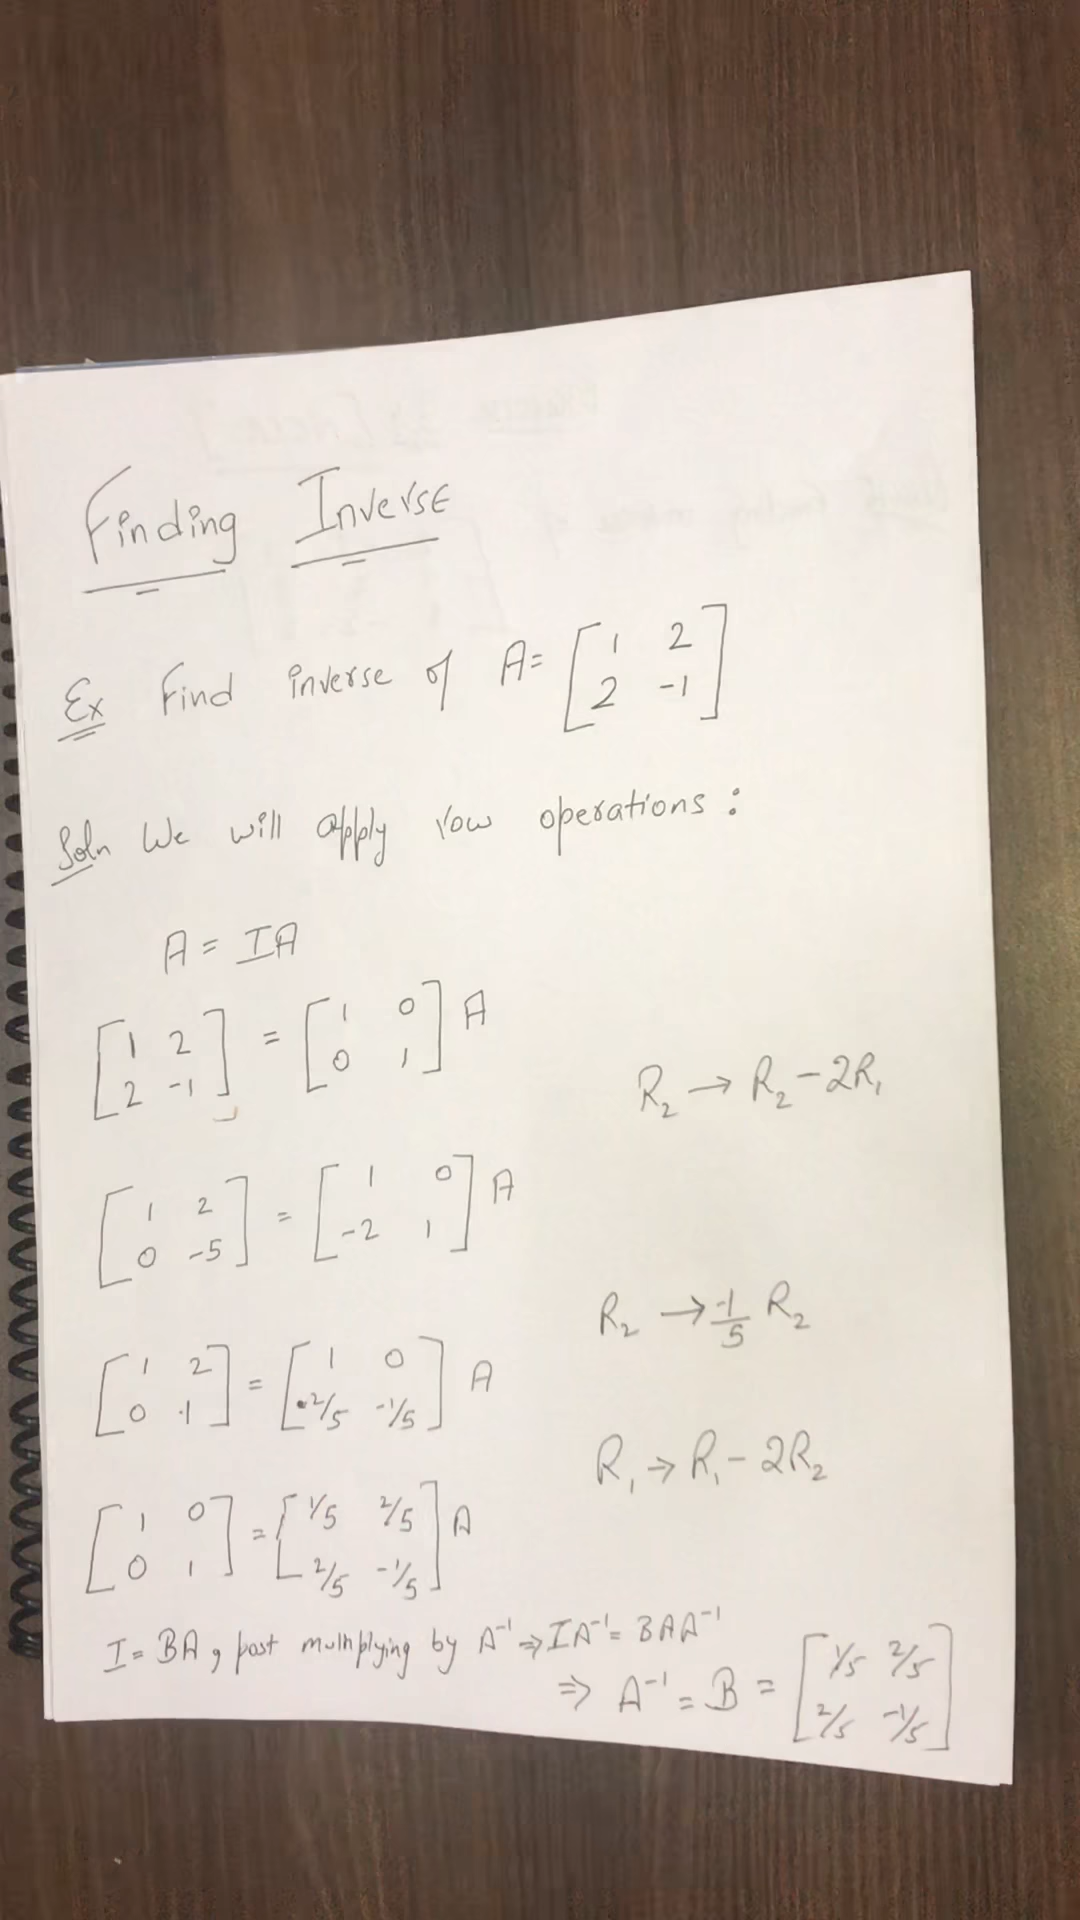 Finding Inverse
Ex Find inverse of A= [1 2; 2 -1]
Soln We will apply row operations :
A = IA
[1 2; 2 -1] = [1 0; 0 1] A
R₂ → R₂ - 2R₁
[1 2; 0 -5] = [1 0; -2 1] A
R₂ → -1/5 R₂
[1 2; 0 1] = [1 0; 2/5 -1/5] A
R₁ → R₁ - 2R₂
[1 0; 0 1] = [1/5 2/5; 2/5 -1/5] A
I = BA, post multiplying by A⁻¹ ⇒ IA⁻¹ = BAA⁻¹
⇒ A⁻¹ = B = [1/5 2/5; 2/5 -1/5]